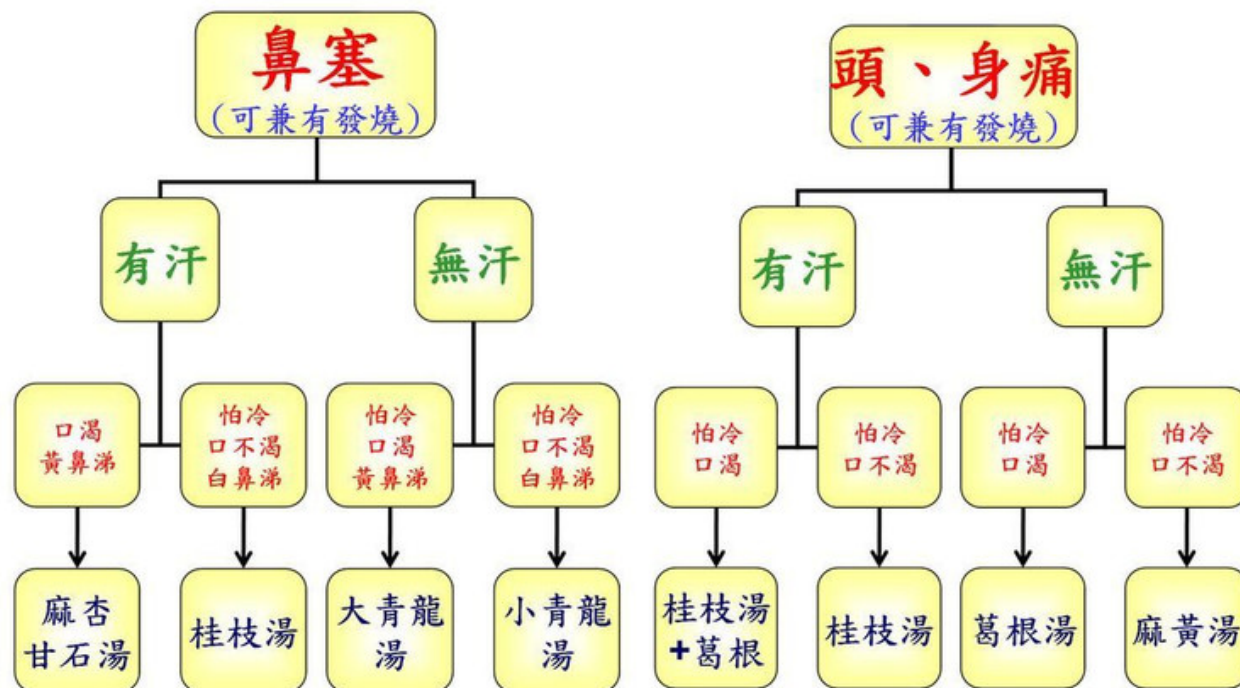 鼻塞
(可兼有發燒)
有汗
無汗
口渴
黃鼻涕
怕冷
口不渴
白鼻涕
怕冷
口渴
黃鼻涕
怕冷
口不渴
白鼻涕
麻杏
甘石湯
桂枝湯
大青龍
湯
小青龍
湯
頭、身痛
(可兼有發燒)
有汗
無汗
怕冷
口渴
怕冷
口不渴
怕冷
口渴
怕冷
口不渴
桂枝湯
+葛根
桂枝湯
葛根湯
麻黃湯